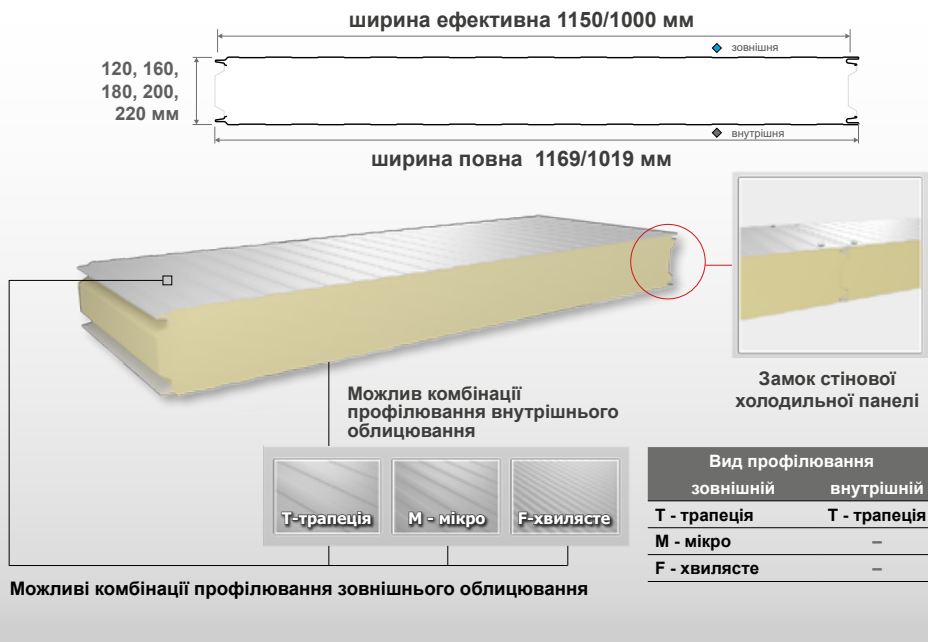 ширина ефективна 1150/1000 мм
зовнішня
120, 160,
180, 200,
220 мм
внутрішня
ширина повна 1169/1019 мм
Замок стінової
холодильної панелі
Можлив комбінації
профілювання внутрішнього
облицювання
Т-трапеція
М - мікро
F-хвилясте
Вид профілювання
зовнішній внутрішній
Т - трапеція Т - трапеція
М - мікро –
F - хвилясте –
Можливі комбінації профілювання зовнішнього облицювання